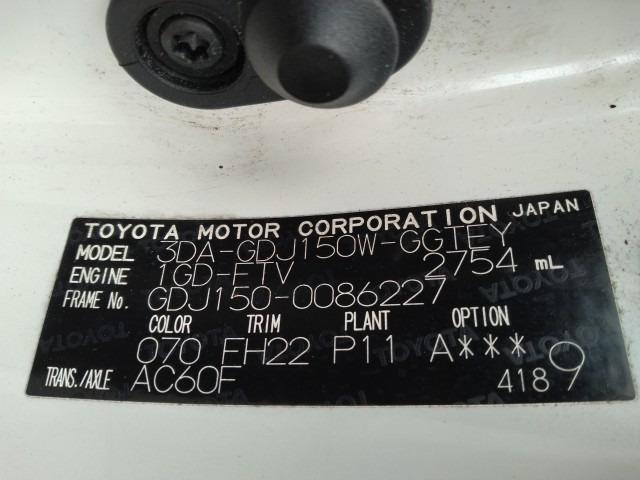 TOYOTA MOTOR CORPORATION JAPAN
MODEL 3DA-GDJ150W-GGTEY
ENGINE 1GD-FTV 2754 mL
FRAME No. GDJ150-0086227
COLOR TRIM PLANT OPTION
070 FH22 P11 A***
TRANS./AXLE AC60F 4189